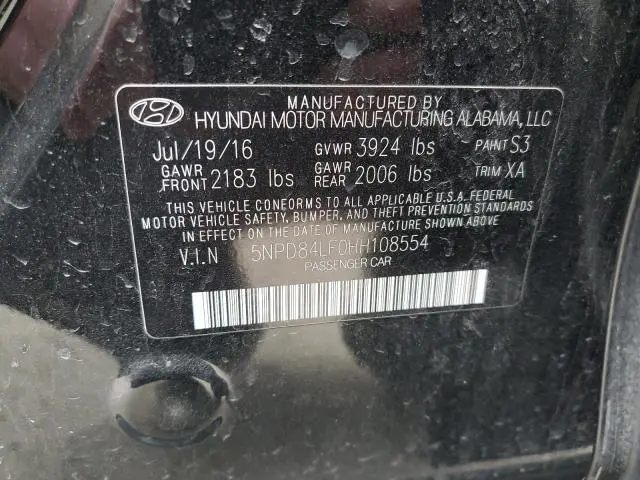 MANUFACTURED BY
HYUNDAI MOTOR MANUFACTURING ALABAMA, LLC
Jul/19/16 GVWR 3924 lbs PAINT S3
GAWR FRONT 2183 lbs GAWR REAR 2006 lbs TRIM XA
THIS VEHICLE CONFORMS TO ALL APPLICABLE U.S.A. FEDERAL
MOTOR VEHICLE SAFETY, BUMPER, AND THEFT PREVENTION STANDARDS
IN EFFECT ON THE DATE OF MANUFACTURE SHOWN ABOVE
V.I.N 5NPD84LF0HH108554
PASSENGER CAR